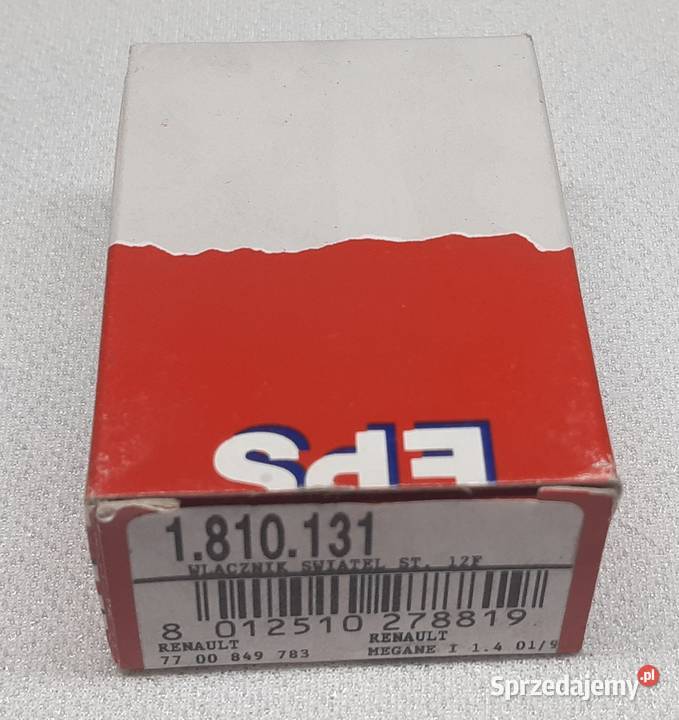 EPS
1.810.131
WLACZNIK SWIATEL ST. 12F
8 012510 278819
RENAULT
77 00 849 783
RENAULT
MEGANE I 1.4 01/9
Sprzedajemy.pl